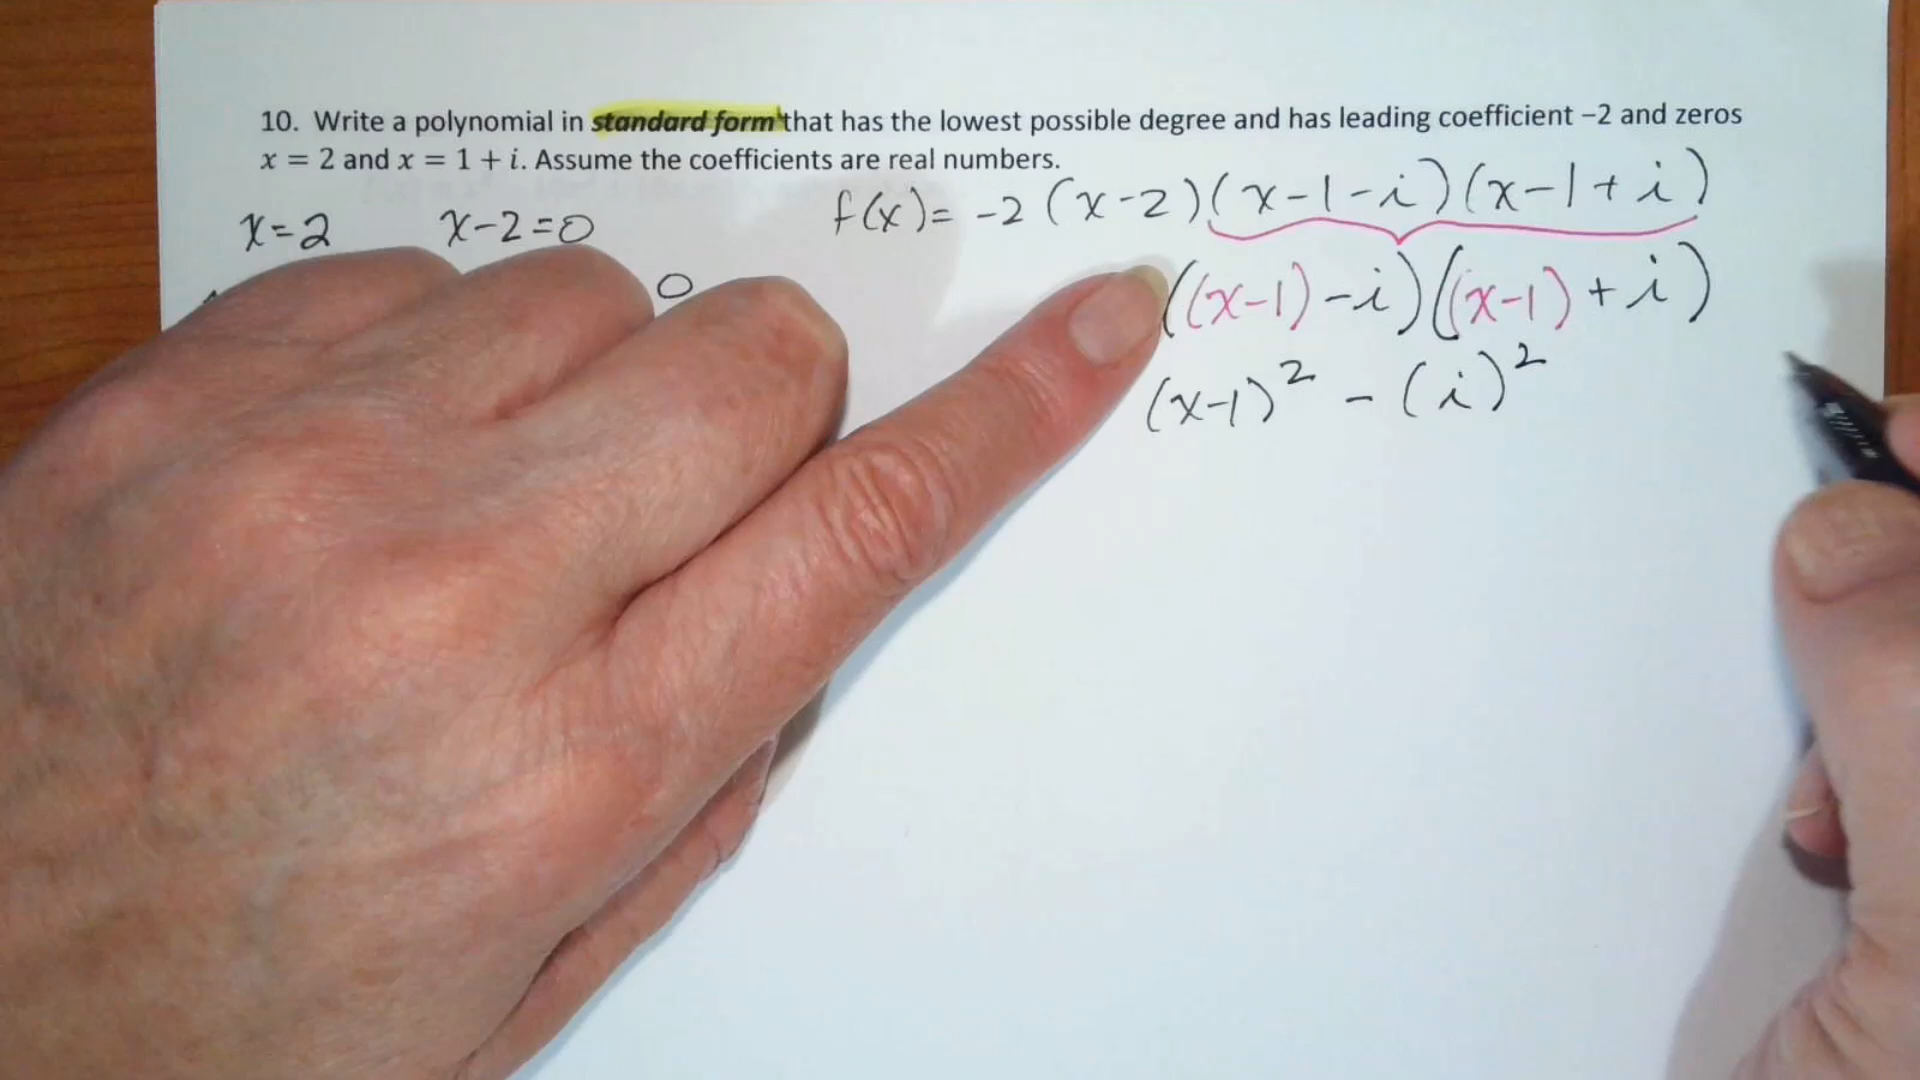 10. Write a polynomial in standard form that has the lowest possible degree and has leading coefficient −2 and zeros
x = 2 and x = 1 + i. Assume the coefficients are real numbers.
f(x) = -2 (x-2)(x-1-i)(x-1+i)
x=2 x-2=0
0 ((x-1)-i)((x-1)+i)
(x-1)² - (i)²